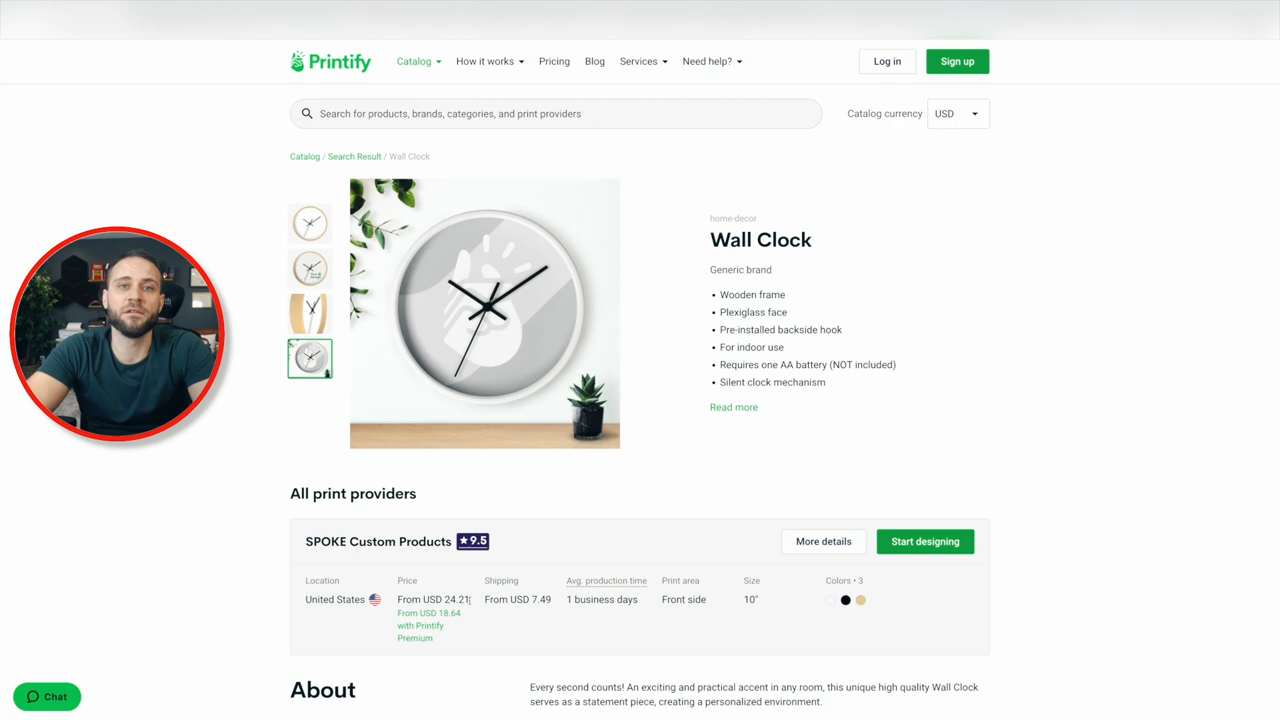 Printify
Catalog
How it works
Pricing
Blog
Services
Need help?
Log in
Sign up
Search for products, brands, categories, and print providers
Catalog currency
USD
Catalog / Search Result / Wall Clock
home-decor
Wall Clock
Generic brand
• Wooden frame
• Plexiglass face
• Pre-installed backside hook
• For indoor use
• Requires one AA battery (NOT included)
• Silent clock mechanism
Read more
All print providers
SPOKE Custom Products ★ 9.5
More details
Start designing
Location
United States
Price
From USD 24.21
From USD 18.64
with Printify
Premium
Shipping
From USD 7.49
Avg. production time
1 business days
Print area
Front side
Size
10"
Colors • 3
About
Every second counts! An exciting and practical accent in any room, this unique high quality Wall Clock
serves as a statement piece, creating a personalized environment.
Chat